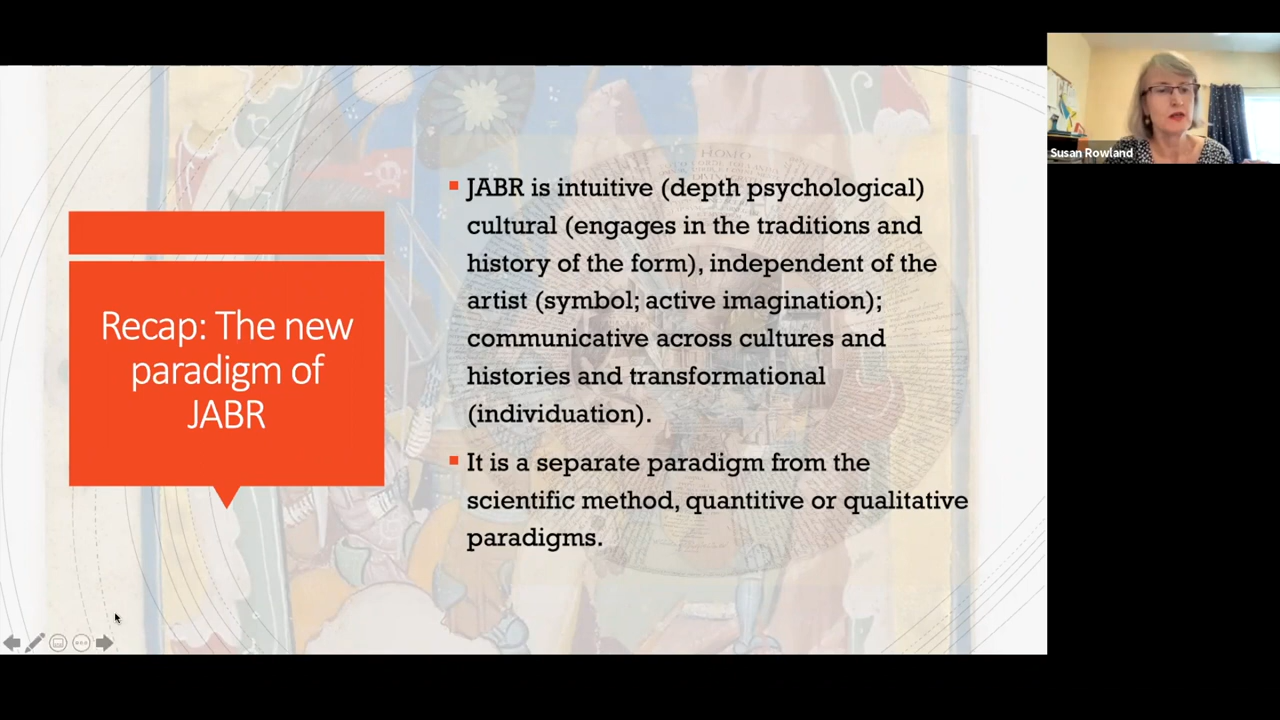 Susan Rowland
Recap: The new
paradigm of
JABR
JABR is intuitive (depth psychological)
cultural (engages in the traditions and
history of the form), independent of the
artist (symbol; active imagination);
communicative across cultures and
histories and transformational
(individuation).
It is a separate paradigm from the
scientific method, quantitive or qualitative
paradigms.